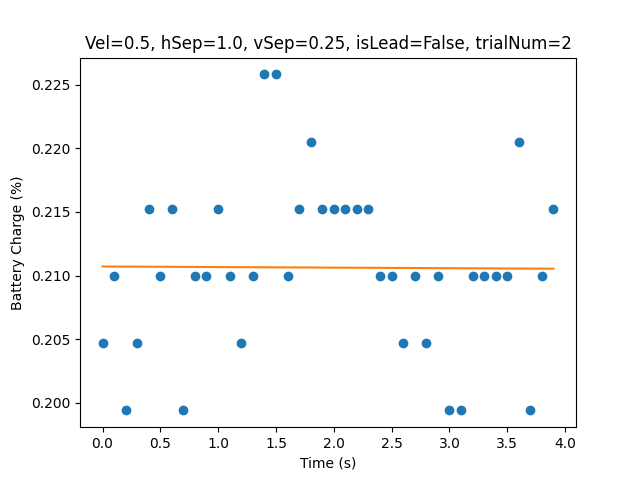 Vel=0.5, hSep=1.0, vSep=0.25, isLead=False, trialNum=2
0.225
0.220
0.215
0.210
0.205
0.200
Battery Charge (%)
0.0 0.5 1.0 1.5 2.0 2.5 3.0 3.5 4.0
Time (s)